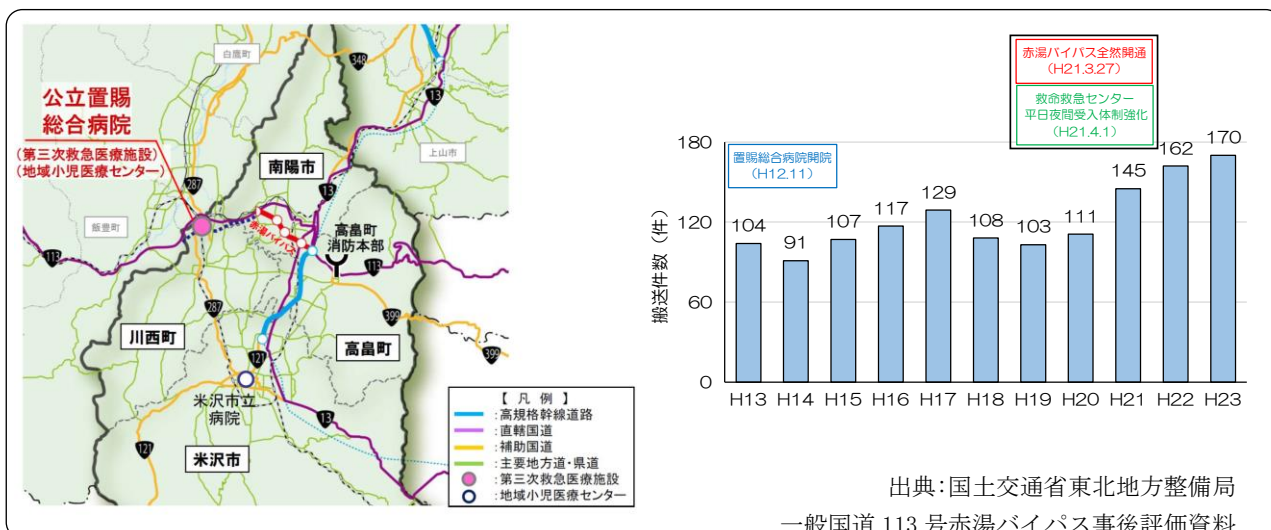 白鷹町
348
13
公立置賜
総合病院
(第三次救急医療施設)
(地域小児医療センター)
上山市
南陽市
287
13
飯豊町
赤湯バイパス
高畠町
消防本部
113
113
287
川西町
399
高畠町
399
121
米沢市立
病院
13
121
米沢市
【凡例】
:高規格幹線道路
:直轄国道
:補助国道
:主要地方道・県道
:第三次救急医療施設
:地域小児医療センター
赤湯バイパス全然開通
(H21.3.27)
救命救急センター
平日夜間受入体制強化
(H21.4.1)
置賜総合病院開院
(H12.11)
搬送件数(件)
180
120
60
0
104
91
107
117
129
108
103
111
145
162
170
H13 H14 H15 H16 H17 H18 H19 H20 H21 H22 H23
出典:国土交通省東北地方整備局
一般国道 113 号赤湯バイパス事後評価資料